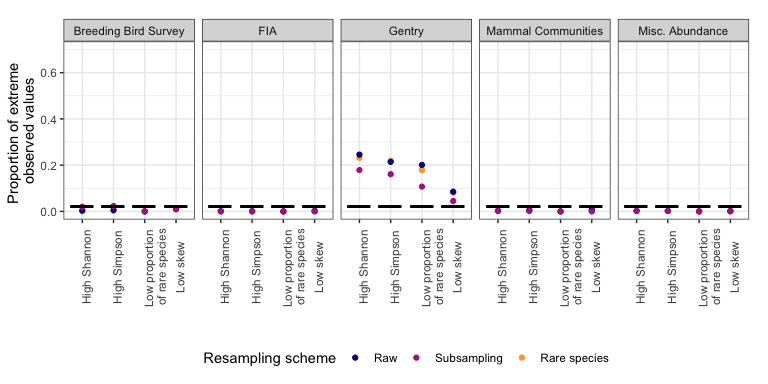 Breeding Bird Survey
FIA
Gentry
Mammal Communities
Misc. Abundance
Proportion of extreme
observed values
0.6
0.4
0.2
0.0
High Shannon
High Simpson
Low proportion
of rare species
Low skew
High Shannon
High Simpson
Low proportion
of rare species
Low skew
High Shannon
High Simpson
Low proportion
of rare species
Low skew
High Shannon
High Simpson
Low proportion
of rare species
Low skew
High Shannon
High Simpson
Low proportion
of rare species
Low skew
Resampling scheme
Raw
Subsampling
Rare species